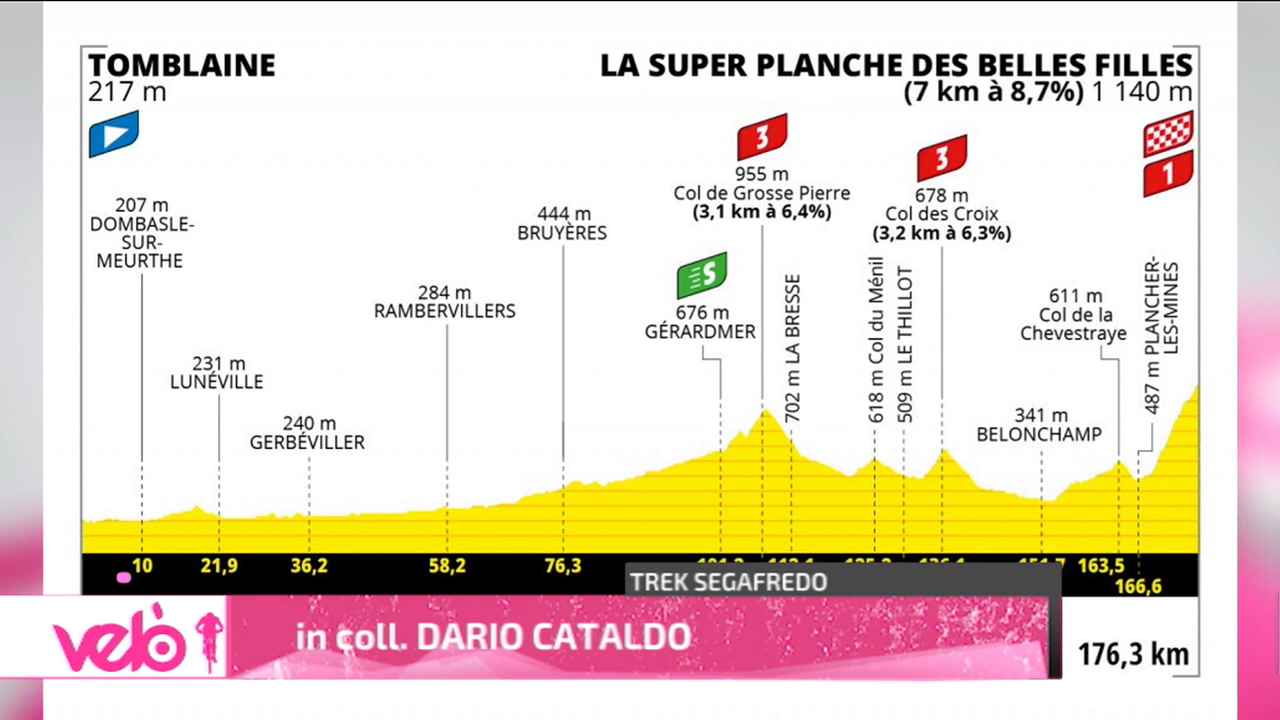 TOMBLAINE
217 m
LA SUPER PLANCHE DES BELLES FILLES
(7 km à 8,7%) 1 140 m
3
3
1
955 m
Col de Grosse Pierre
(3,1 km à 6,4%)
678 m
Col des Croix
(3,2 km à 6,3%)
207 m
DOMBASLE-
SUR-
MEURTHE
444 m
BRUYÈRES
S
676 m
GÉRARDMER
284 m
RAMBERVILLERS
231 m
LUNÉVILLE
240 m
GERBÉVILLER
702 m LA BRESSE
618 m Col du Ménil
509 m LE THILLOT
611 m
Col de la
Chevestraye
487 m PLANCHER-
LES-MINES
341 m
BELONCHAMP
10 21,9 36,2 58,2 76,3 163,5
166,6
TREK SEGAFREDO
velò
in coll. DARIO CATALDO
176,3 km